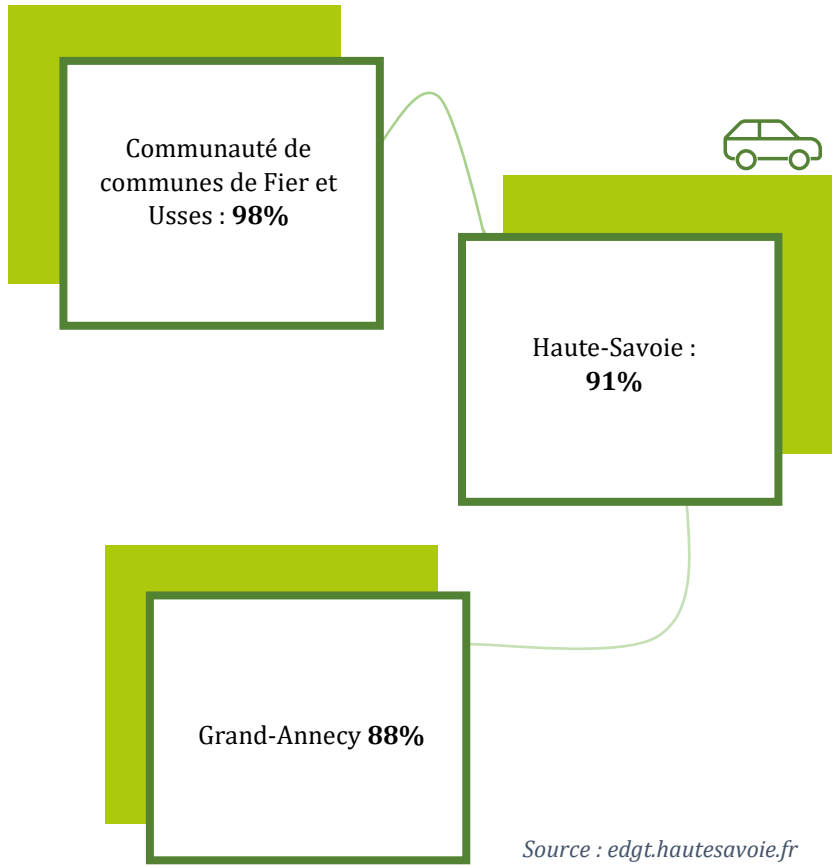 Communauté de
communes de Fier et
Usses : 98%
Haute-Savoie :
91%
Grand-Annecy 88%
Source : edgt.hautesavoie.fr